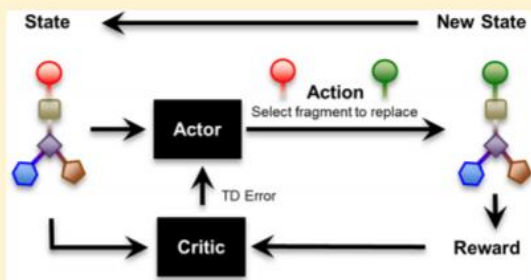 State
New State
Action
Select fragment to replace
Actor
TD Error
Critic
Reward